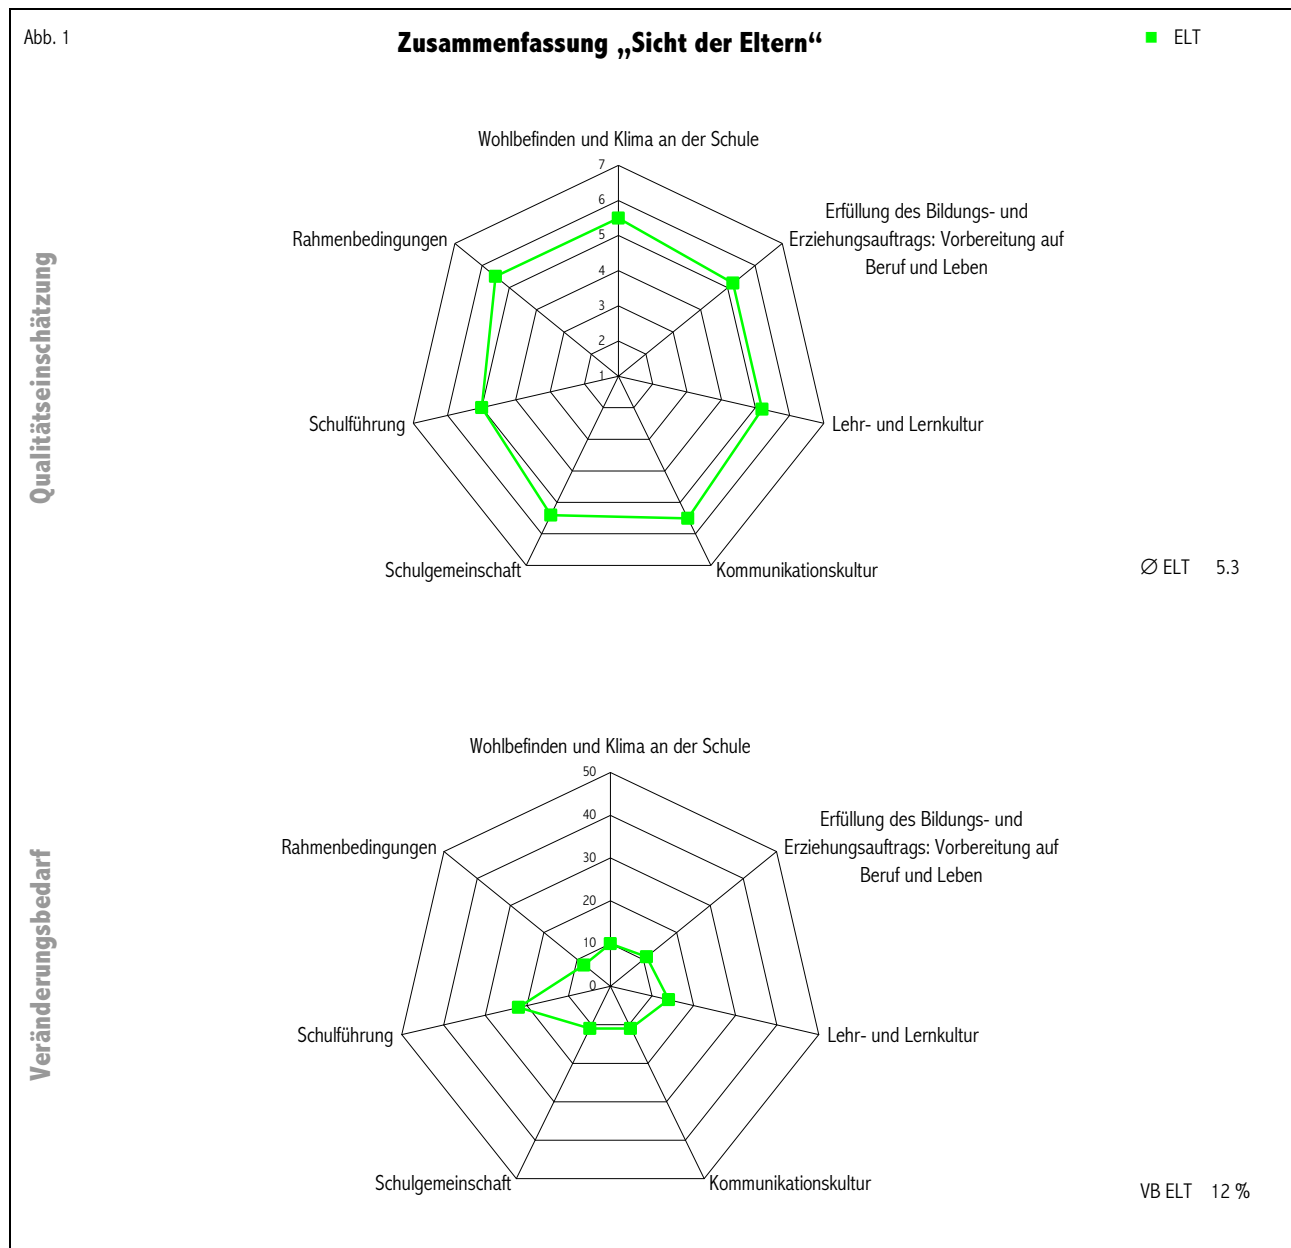 Abb. 1
Zusammenfassung „Sicht der Eltern“
ELT
Qualitätseinschätzung
Wohlbefinden und Klima an der Schule
7
6
5
4
3
2
1
Erfüllung des Bildungs- und
Erziehungsauftrags: Vorbereitung auf
Beruf und Leben
Rahmenbedingungen
Schulführung
Lehr- und Lernkultur
Schulgemeinschaft
Kommunikationskultur
∅ ELT 5.3
Veränderungsbedarf
Wohlbefinden und Klima an der Schule
50
40
30
20
10
0
Erfüllung des Bildungs- und
Erziehungsauftrags: Vorbereitung auf
Beruf und Leben
Rahmenbedingungen
Schulführung
Lehr- und Lernkultur
Schulgemeinschaft
Kommunikationskultur
VB ELT 12 %